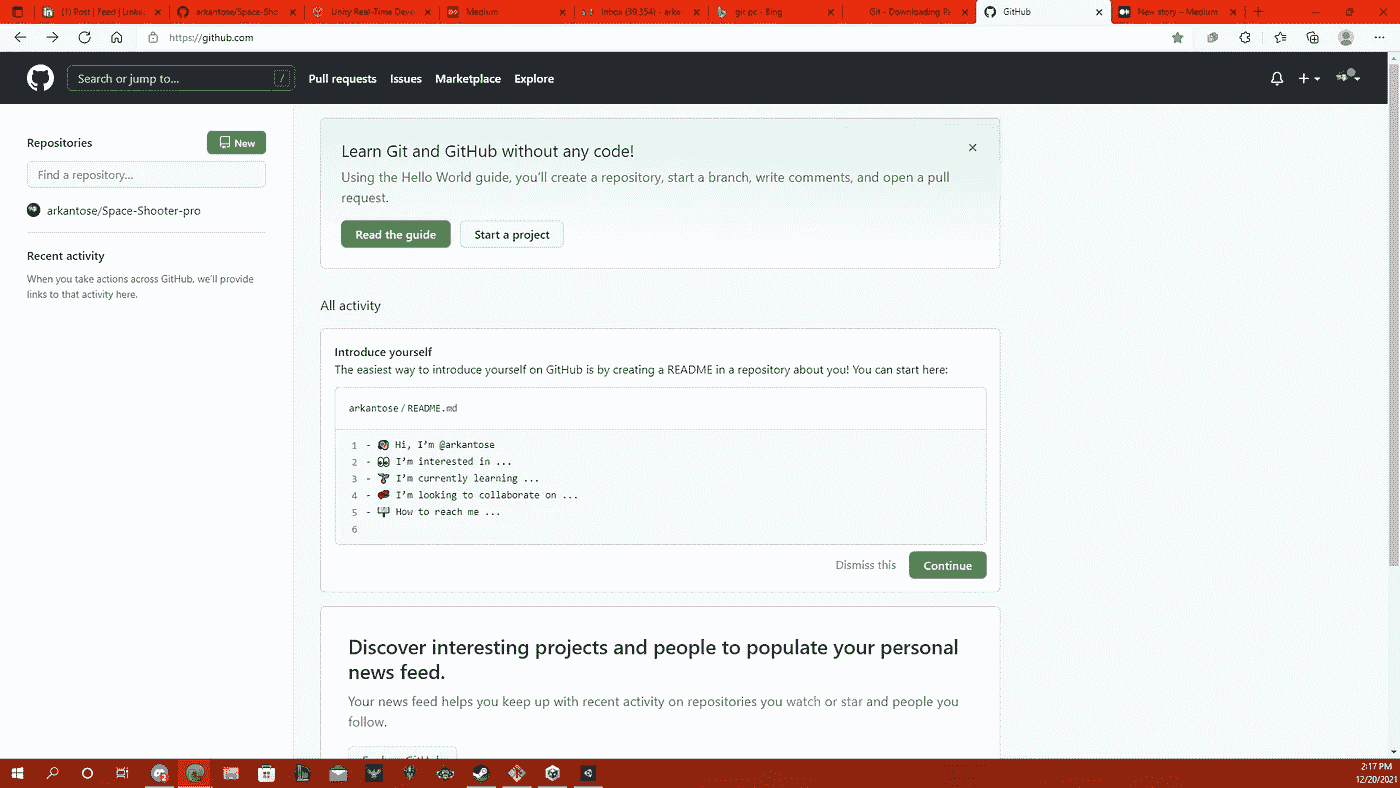 (1) Post | Feed | Linke
arkantose/Space-Sho
Unity Real-Time Deve
Medium
Inbox (39,354) - arka
git pc - Bing
Git - Downloading Pa
GitHub
New story – Medium
https://github.com
Search or jump to...
/
Pull requests
Issues
Marketplace
Explore
Repositories
New
Find a repository...
arkantose/Space-Shooter-pro
Recent activity
When you take actions across GitHub, we'll provide
links to that activity here.
Learn Git and GitHub without any code!
Using the Hello World guide, you'll create a repository, start a branch, write comments, and open a pull
request.
Read the guide
Start a project
All activity
Introduce yourself
The easiest way to introduce yourself on GitHub is by creating a README in a repository about you! You can start here:
arkantose / README.md
1 - Hi, I'm @arkantose
2 - I'm interested in ...
3 - I'm currently learning ...
4 - I'm looking to collaborate on ...
5 - How to reach me ...
6
Dismiss this
Continue
Discover interesting projects and people to populate your personal
news feed.
Your news feed helps you keep up with recent activity on repositories you watch or star and people you
follow.
2:17 PM
12/20/2021